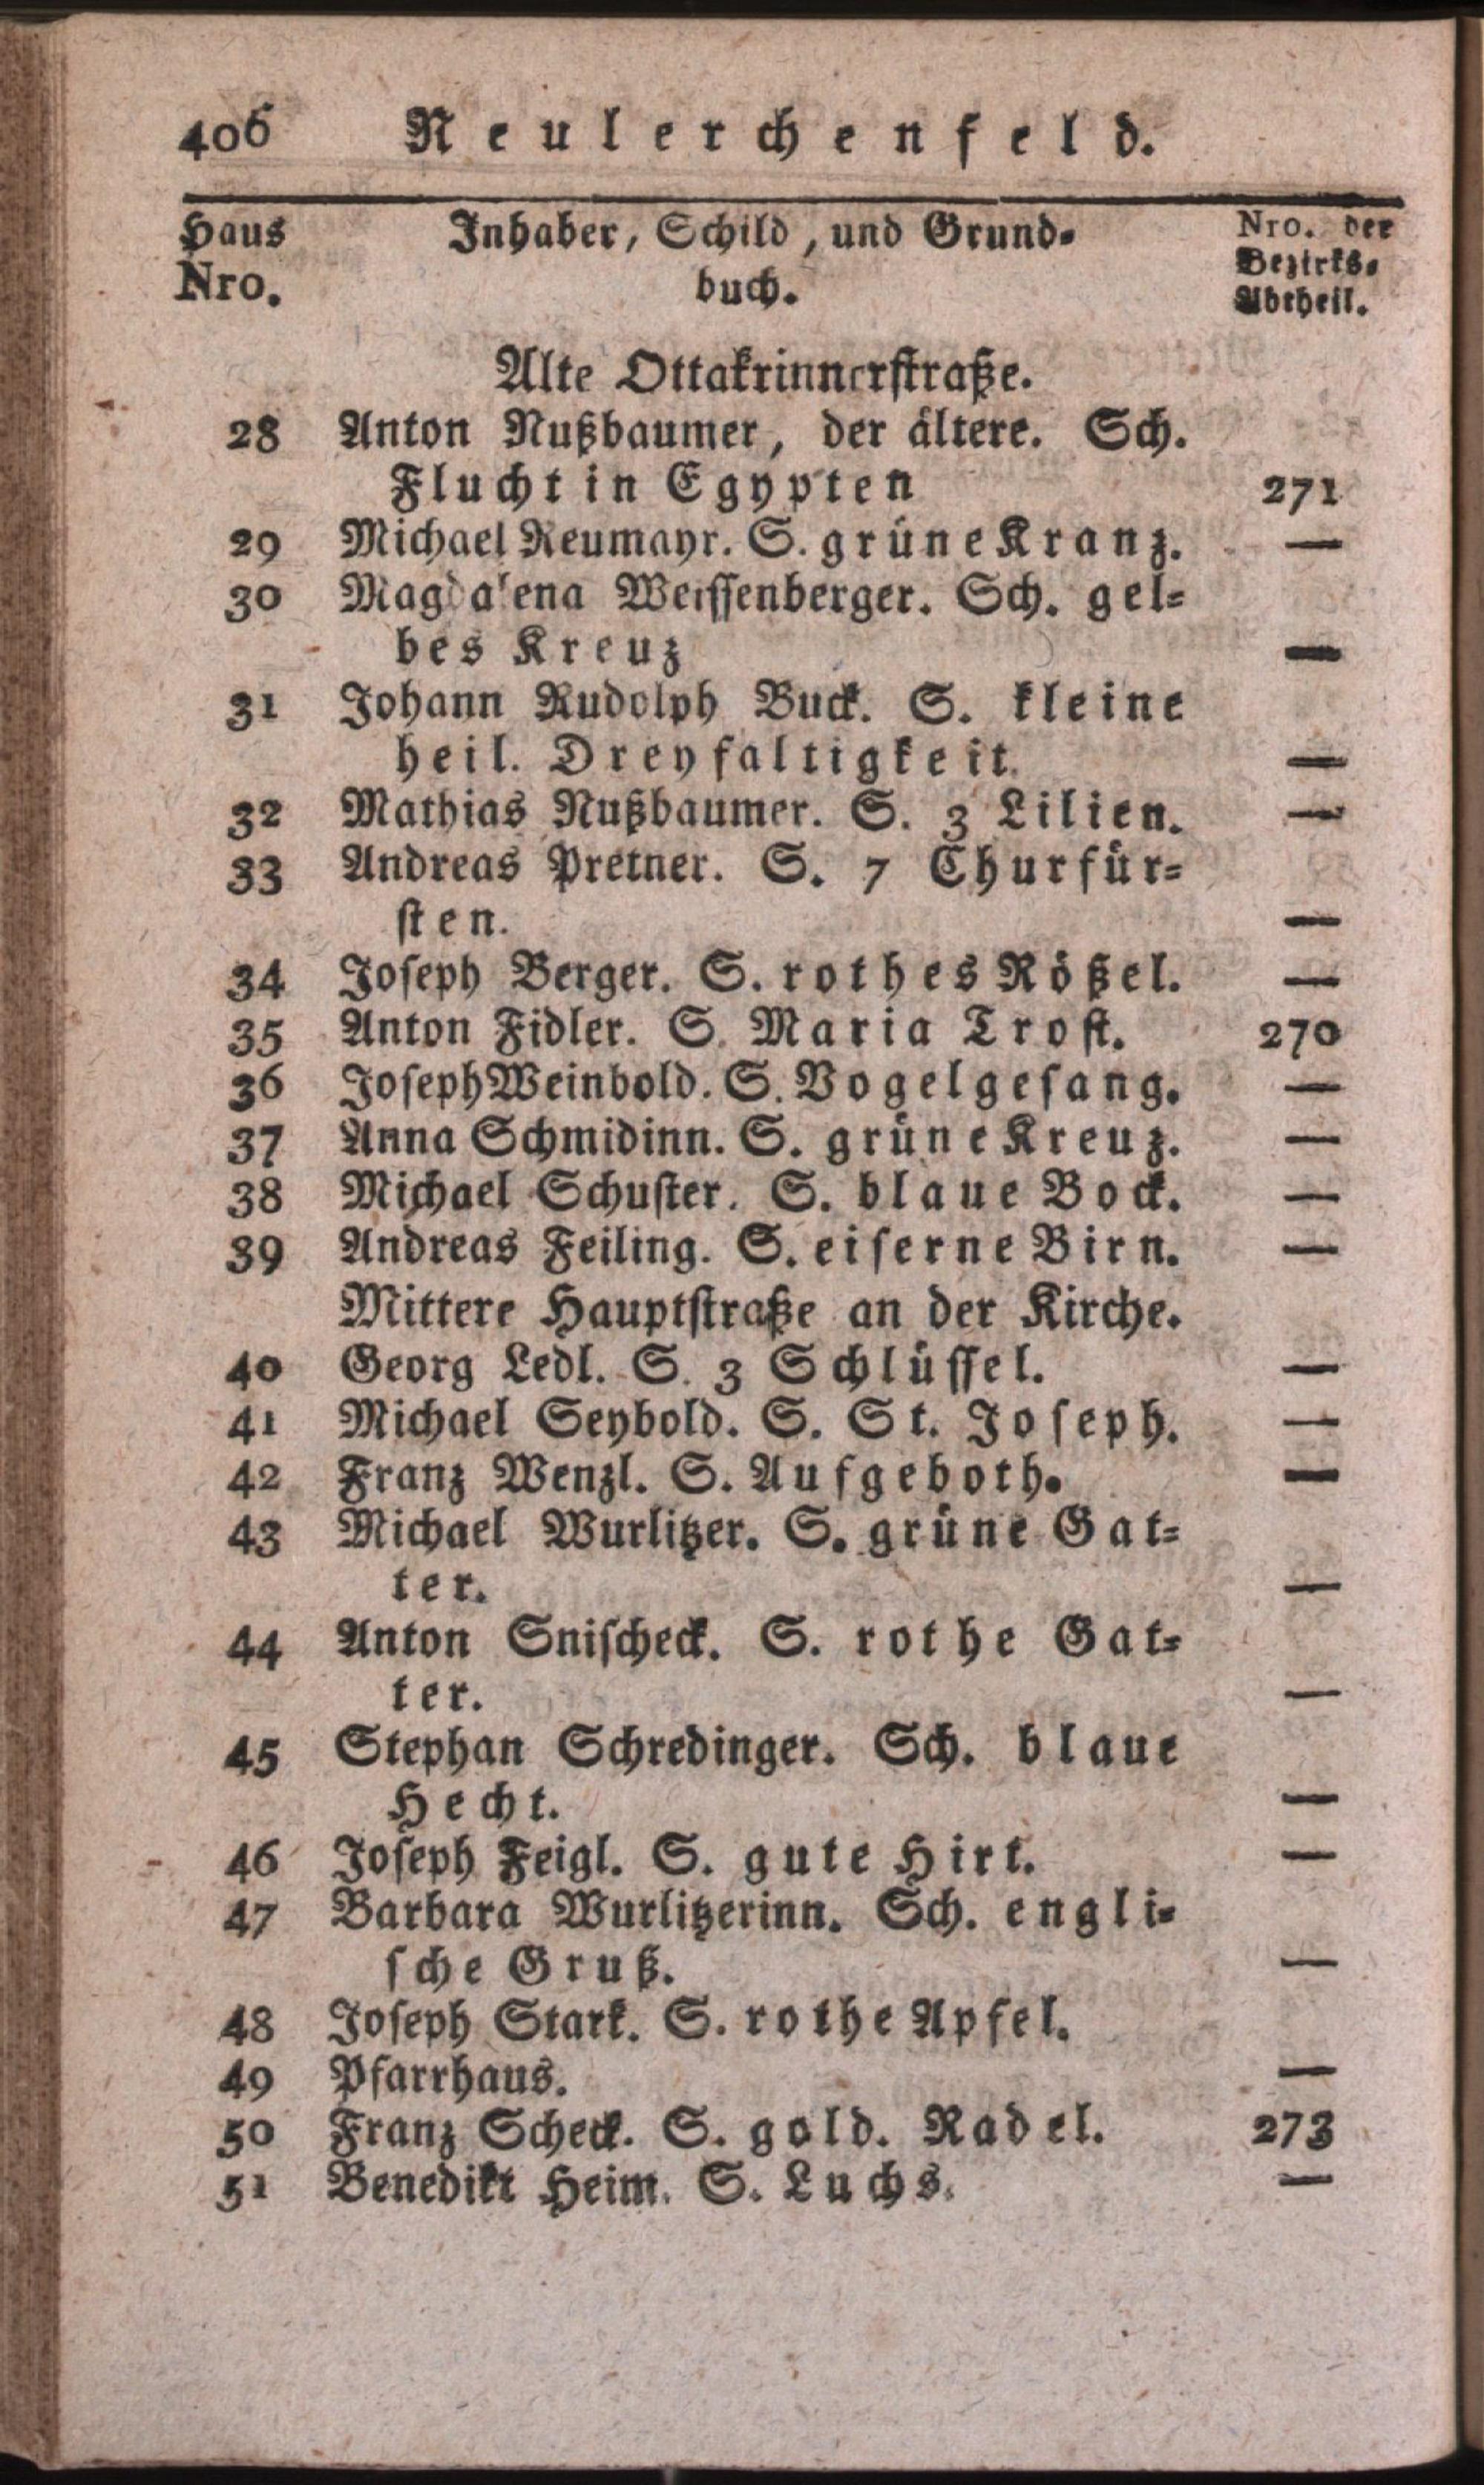 406 Neulerchenfeld.
Haus Inhaber, Schild, und Grund- Nro. der
Nro. buch. Bezirks-
Abtheil.
Alte Ottakrinnerstraße.
28 Anton Nußbaumer, der ältere. Sch.
Flucht in Egypten 271
29 Michael Neumayr. S. grüne Kranz. —
30 Magdalena Weissenberger. Sch. gel-
bes Kreuz —
31 Johann Rudolph Buck. S. kleine
heil. Dreyfaltigkeit. —
32 Mathias Nußbaumer. S. 3 Lilien. —
33 Andreas Pretner. S. 7 Churfür-
sten. —
34 Joseph Berger. S. rothes Rößel. —
35 Anton Fidler. S. Maria Trost. 270
36 Joseph Weinbold. S. Vogelgesang. —
37 Anna Schmidinn. S. grüne Kreuz. —
38 Michael Schuster. S. blaue Bock. —
39 Andreas Feiling. S. eiserne Birn. —
Mittere Hauptstraße an der Kirche.
40 Georg Ledl. S. 3 Schlüssel. —
41 Michael Seybold. S. St. Joseph. —
42 Franz Wenzl. S. Aufgeboth. —
43 Michael Wurlitzer. S. grüne Gat-
ter. —
44 Anton Snischeck. S. rothe Gat-
ter. —
45 Stephan Schredinger. Sch. blaue
Hecht. —
46 Joseph Feigl. S. gute Hirt. —
47 Barbara Wurlitzerinn. Sch. engli-
sche Gruß. —
48 Joseph Stark. S. rothe Apfel.
49 Pfarrhaus. —
50 Franz Scheck. S. gold. Radel. 273
51 Benedikt Heim. S. Luchs. —